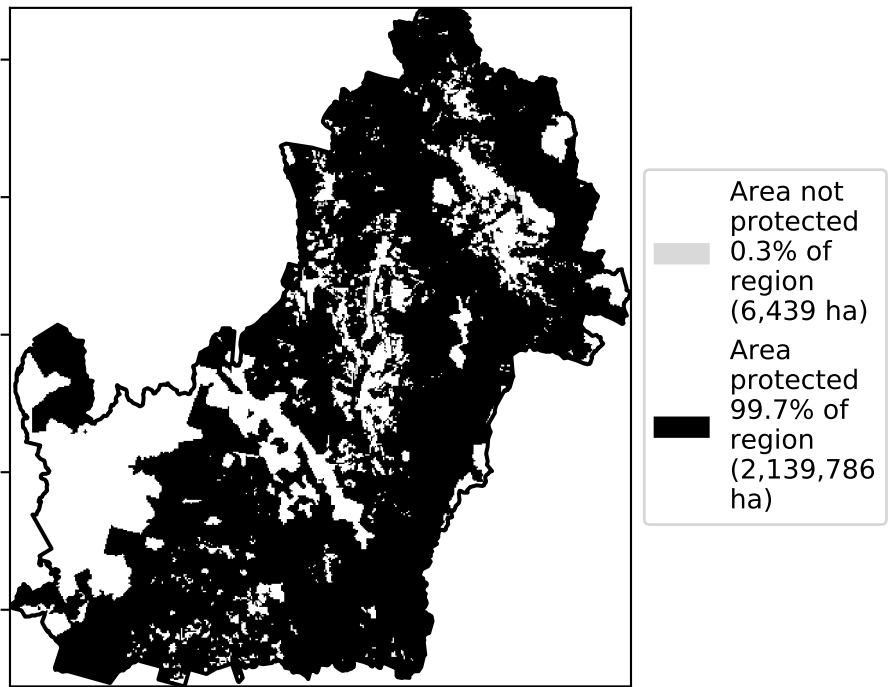 Area not
protected
0.3% of
region
(6,439 ha)
Area
protected
99.7% of
region
(2,139,786
ha)